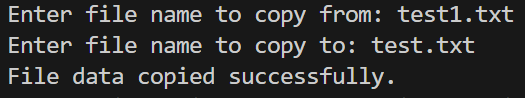 Enter file name to copy from: test1.txt
Enter file name to copy to: test.txt
File data copied successfully.